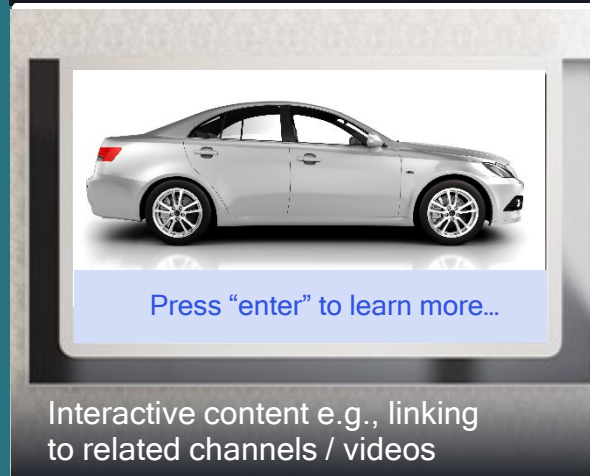 Press “enter” to learn more…
Interactive content e.g., linking
to related channels / videos